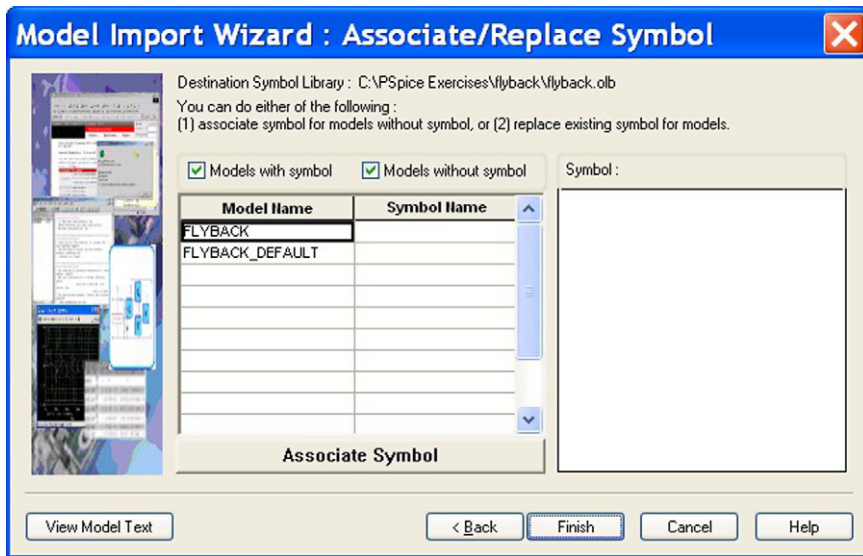 Model Import Wizard : Associate/Replace Symbol
Destination Symbol Library : C:\PSpice Exercises\flyback\flyback.olb
You can do either of the following :
(1) associate symbol for models without symbol, or (2) replace existing symbol for models.
Models with symbol
Models without symbol
Symbol :
Model Name
Symbol Name
FLYBACK
FLYBACK_DEFAULT
Associate Symbol
View Model Text
< Back
Finish
Cancel
Help